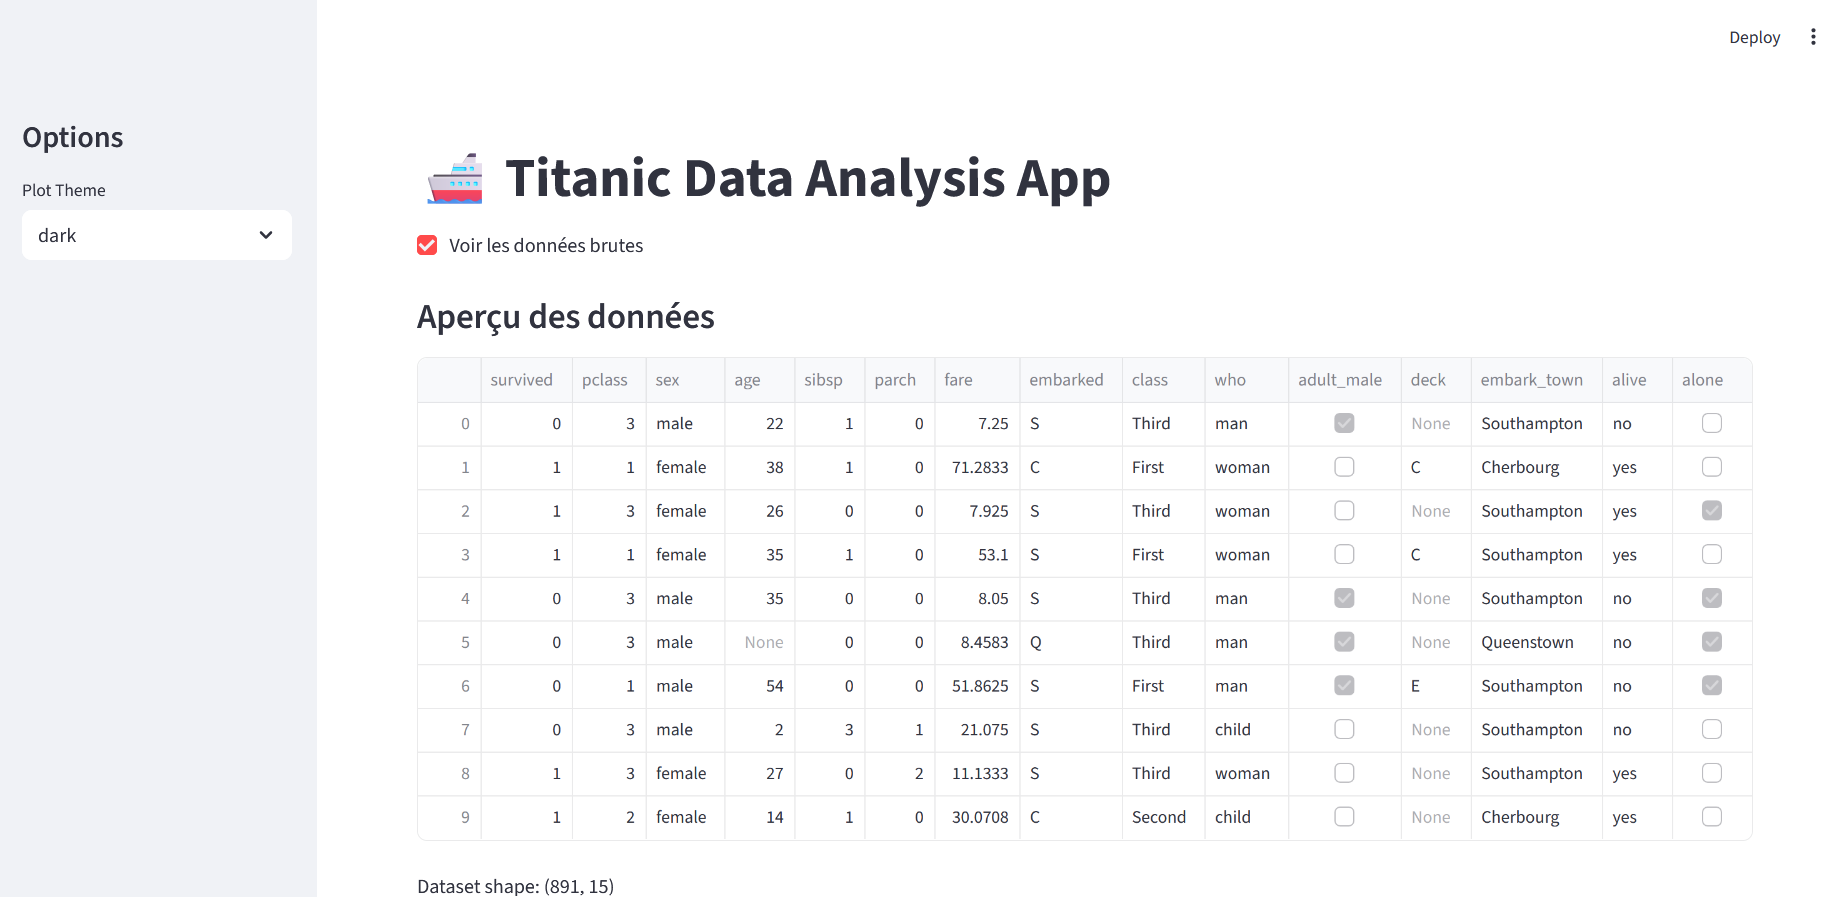 Deploy
Options
Plot Theme
dark
Titanic Data Analysis App
Voir les données brutes
Aperçu des données
survived pclass sex age sibsp parch fare embarked class who adult_male deck embark_town alive alone
0 0 3 male 22 1 0 7.25 S Third man None Southampton no
1 1 1 female 38 1 0 71.2833 C First woman C Cherbourg yes
2 1 3 female 26 0 0 7.925 S Third woman None Southampton yes
3 1 1 female 35 1 0 53.1 S First woman C Southampton yes
4 0 3 male 35 0 0 8.05 S Third man None Southampton no
5 0 3 male None 0 0 8.4583 Q Third man None Queenstown no
6 0 1 male 54 0 0 51.8625 S First man E Southampton no
7 0 3 male 2 3 1 21.075 S Third child None Southampton no
8 1 3 female 27 0 2 11.1333 S Third woman None Southampton yes
9 1 2 female 14 1 0 30.0708 C Second child None Cherbourg yes
Dataset shape: (891, 15)